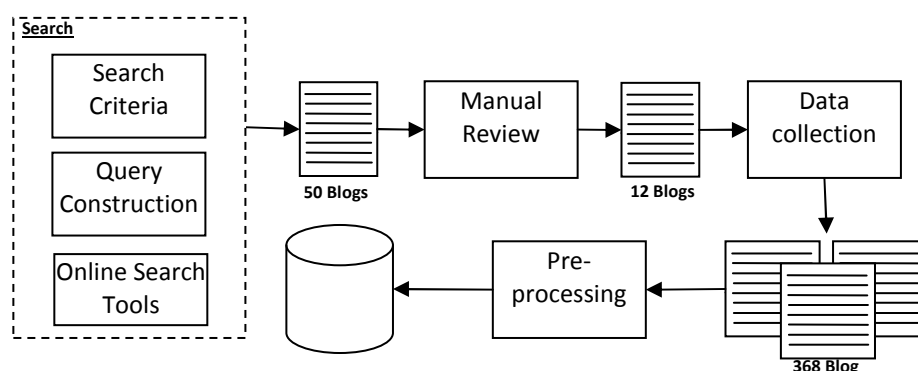 Search
Search
Criteria
Query
Construction
Online Search
Tools
50 Blogs
Manual
Review
12 Blogs
Data
collection
Pre-
processing
368 Blog